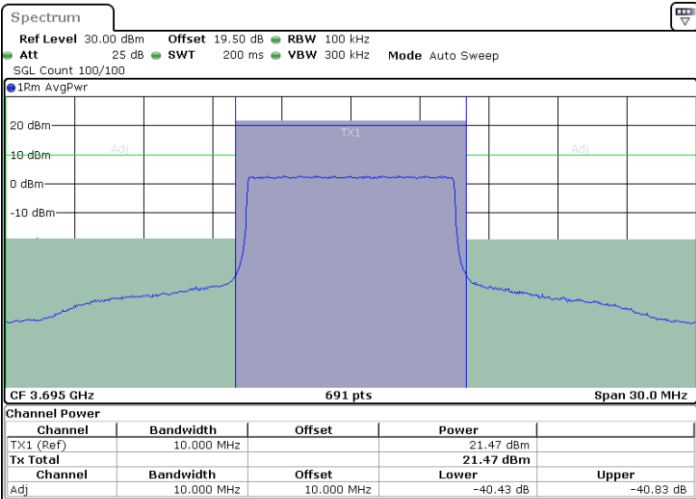 Spectrum
Ref Level 30.00 dBm Offset 19.50 dB RBW 100 kHz
Att 25 dB SWT 200 ms VBW 300 kHz Mode Auto Sweep
SGL Count 100/100
1Rm AvgPwr
20 dBm
TX1
10 dBm Adj Adj
0 dBm
-10 dBm
CF 3.695 GHz 691 pts Span 30.0 MHz
Channel Power
Channel Bandwidth Offset Power
TX1 (Ref) 10.000 MHz 21.47 dBm
Tx Total 21.47 dBm
Channel Bandwidth Offset Lower Upper
Adj 10.000 MHz 10.000 MHz -40.43 dB -40.83 dB